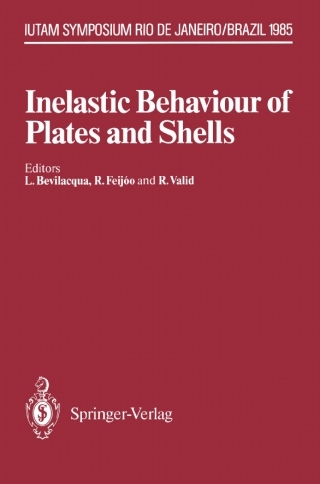 IUTAM SYMPOSIUM RIO DE JANEIRO/BRAZIL 1985
Inelastic Behaviour of
Plates and Shells
Editors
L. Bevilacqua, R. Feijóo and R. Valid
Springer-Verlag